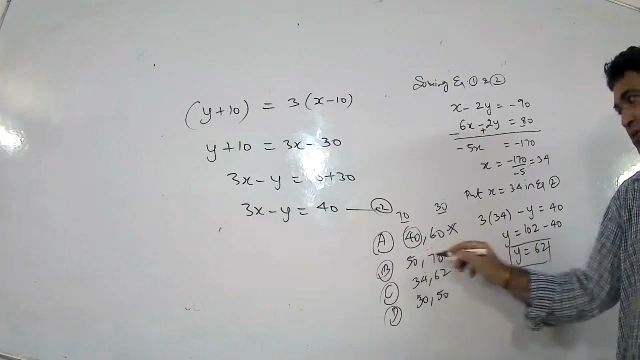 (y+10) = 3(x-10)
y+10 = 3x-30
3x-y = 10+30
3x-y = 40 — ②
70 30
Ⓐ 40, 60 ×
Ⓑ 50, 70
Ⓒ 34, 62
Ⓓ 30, 50
Solving Eq ① & ②
x - 2y = -90
6x - 2y = 80
- +
-5x = -170
x = -170/-5 = 34
Put x = 34 in Eq ②
3(34) - y = 40
y = 102 - 40
y = 62